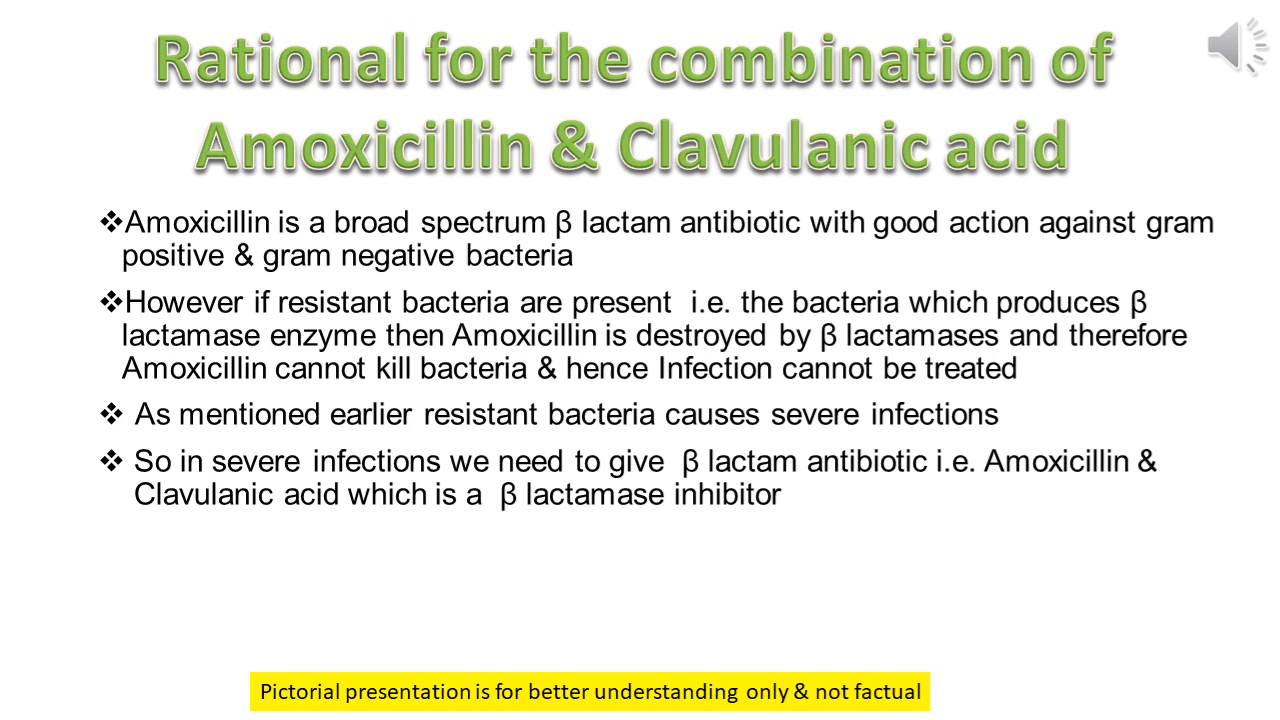 Rational for the combination of
Amoxicillin & Clavulanic acid
❖Amoxicillin is a broad spectrum β lactam antibiotic with good action against gram
positive & gram negative bacteria
❖However if resistant bacteria are present i.e. the bacteria which produces β
lactamase enzyme then Amoxicillin is destroyed by β lactamases and therefore
Amoxicillin cannot kill bacteria & hence Infection cannot be treated
❖ As mentioned earlier resistant bacteria causes severe infections
❖ So in severe infections we need to give β lactam antibiotic i.e. Amoxicillin &
Clavulanic acid which is a β lactamase inhibitor
Pictorial presentation is for better understanding only & not factual